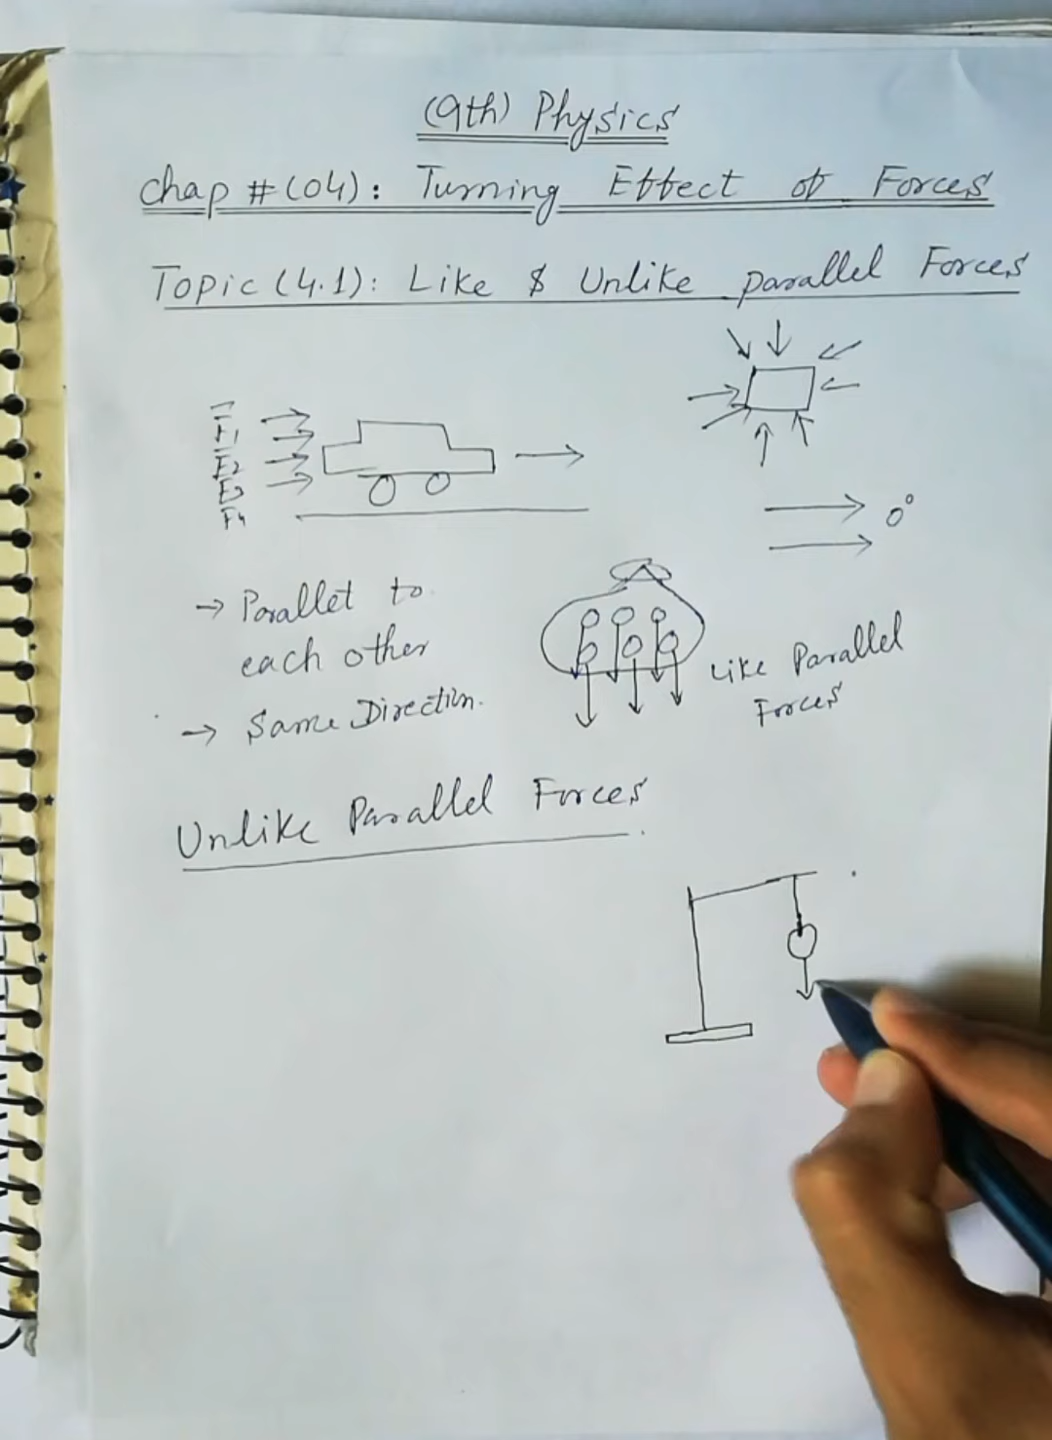 (9th) Physics
Chap # (04): Turning Effect of Forces
Topic (4.1): Like & Unlike parallel Forces
F1
F2
F3
F4
0°
→ Parallel to
each other
→ Same Direction.
Like Parallel
Forces
Unlike Parallel Forces